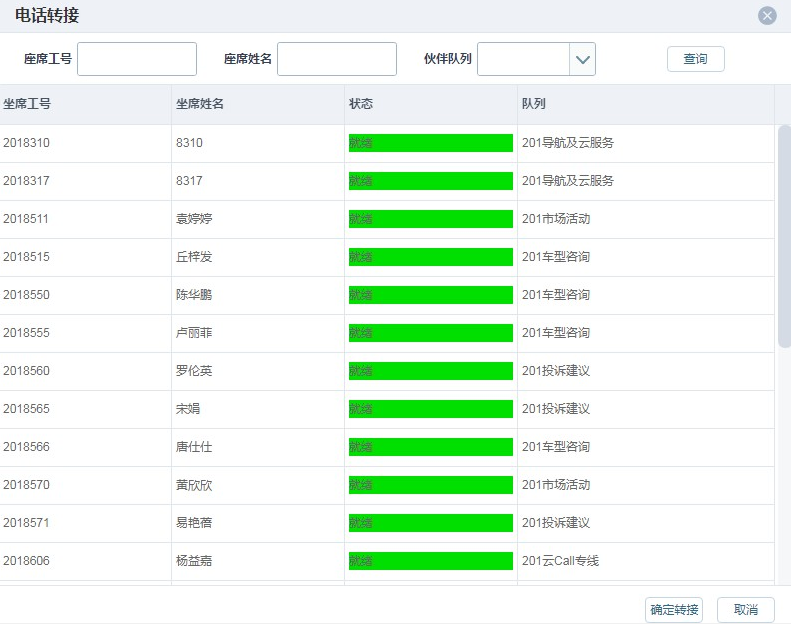 电话转接
座席工号 座席姓名 伙伴队列 查询
坐席工号 坐席姓名 状态 队列
2018310 8310 就绪 201导航及云服务
2018317 8317 就绪 201导航及云服务
2018511 袁婷婷 就绪 201市场活动
2018515 丘梓发 就绪 201车型咨询
2018550 陈华鹏 就绪 201车型咨询
2018555 卢丽菲 就绪 201车型咨询
2018560 罗伦英 就绪 201投诉建议
2018565 宋娟 就绪 201投诉建议
2018566 唐仕仕 就绪 201车型咨询
2018570 黄欣欣 就绪 201市场活动
2018571 易艳蓓 就绪 201投诉建议
2018606 杨益嘉 就绪 201云Call专线
确定转接 取消